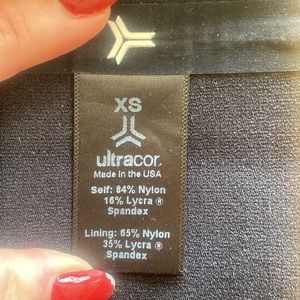 XS
ultracor.
Made in the USA
Self: 84% Nylon
16% Lycra ®
Spandex
Lining: 65% Nylon
35% Lycra ®
Spandex